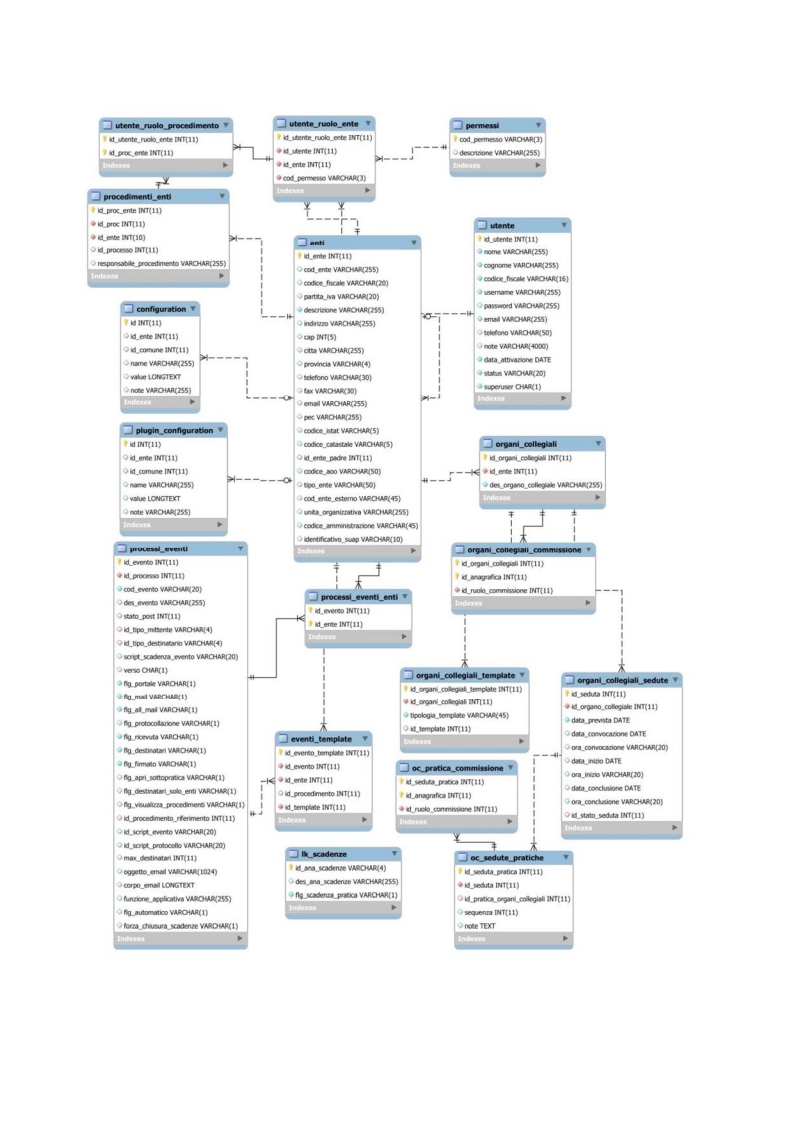 utente_ruolo_procedimento
id_utente_ruolo_ente INT(11)
id_proc_ente INT(11)
Indexes
utente_ruolo_ente
id_utente_ruolo_ente INT(11)
id_utente INT(11)
id_ente INT(11)
cod_permesso VARCHAR(3)
Indexes
permessi
cod_permesso VARCHAR(3)
descrizione VARCHAR(255)
Indexes
procedimenti_enti
id_proc_ente INT(11)
id_proc INT(11)
id_ente INT(10)
id_processo INT(11)
responsabile_procedimento VARCHAR(255)
Indexes
enti
id_ente INT(11)
cod_ente VARCHAR(255)
codice_fiscale VARCHAR(20)
partita_iva VARCHAR(20)
descrizione VARCHAR(255)
indirizzo VARCHAR(255)
cap INT(5)
citta VARCHAR(255)
provincia VARCHAR(4)
telefono VARCHAR(30)
fax VARCHAR(30)
email VARCHAR(255)
pec VARCHAR(255)
codice_istat VARCHAR(5)
codice_catastale VARCHAR(5)
id_ente_padre INT(11)
codice_aoo VARCHAR(50)
tipo_ente VARCHAR(50)
cod_ente_esterno VARCHAR(45)
unita_organizzativa VARCHAR(255)
codice_amministrazione VARCHAR(45)
identificativo_suap VARCHAR(10)
Indexes
utente
id_utente INT(11)
nome VARCHAR(255)
cognome VARCHAR(255)
codice_fiscale VARCHAR(16)
username VARCHAR(255)
password VARCHAR(255)
email VARCHAR(255)
telefono VARCHAR(50)
note VARCHAR(4000)
data_attivazione DATE
status VARCHAR(20)
superuser CHAR(1)
Indexes
configuration
id INT(11)
id_ente INT(11)
id_comune INT(11)
name VARCHAR(255)
value LONGTEXT
note VARCHAR(255)
Indexes
plugin_configuration
id INT(11)
id_ente INT(11)
id_comune INT(11)
name VARCHAR(255)
value LONGTEXT
note VARCHAR(255)
Indexes
organi_collegiali
id_organi_collegiali INT(11)
id_ente INT(11)
des_organo_collegiale VARCHAR(255)
Indexes
processi_eventi
id_evento INT(11)
id_processo INT(11)
cod_evento VARCHAR(20)
des_evento VARCHAR(255)
stato_post INT(11)
id_tipo_mittente VARCHAR(4)
id_tipo_destinatario VARCHAR(4)
script_scadenza_evento VARCHAR(20)
verso CHAR(1)
flg_portale VARCHAR(1)
flg_mail VARCHAR(1)
flg_all_mail VARCHAR(1)
flg_protocollazione VARCHAR(1)
flg_ricevuta VARCHAR(1)
flg_destinatari VARCHAR(1)
flg_firmato VARCHAR(1)
flg_apri_sottopratica VARCHAR(1)
flg_destinatari_solo_enti VARCHAR(1)
flg_visualizza_procedimenti VARCHAR(1)
id_procedimento_riferimento INT(11)
id_script_evento VARCHAR(20)
id_script_protocollo VARCHAR(20)
max_destinatari INT(11)
oggetto_email VARCHAR(1024)
corpo_email LONGTEXT
funzione_applicativa VARCHAR(255)
flg_automatico VARCHAR(1)
forza_chiusura_scadenze VARCHAR(1)
Indexes
organi_collegiali_commissione
id_organi_collegiali INT(11)
id_anagrafica INT(11)
id_ruolo_commissione INT(11)
Indexes
processi_eventi_enti
id_evento INT(11)
id_ente INT(11)
Indexes
organi_collegiali_template
id_organi_collegiali_template INT(11)
id_organi_collegiali INT(11)
tipologia_template VARCHAR(45)
id_template INT(11)
Indexes
organi_collegiali_sedute
id_seduta INT(11)
id_organo_collegiale INT(11)
data_prevista DATE
data_convocazione DATE
ora_convocazione VARCHAR(20)
data_inizio DATE
ora_inizio VARCHAR(20)
data_conclusione DATE
ora_conclusione VARCHAR(20)
id_stato_seduta INT(11)
Indexes
eventi_template
id_evento_template INT(11)
id_evento INT(11)
id_ente INT(11)
id_procedimento INT(11)
id_template INT(11)
Indexes
oc_pratica_commissione
id_seduta_pratica INT(11)
id_anagrafica INT(11)
id_ruolo_commissione INT(11)
Indexes
lk_scadenze
id_ana_scadenze VARCHAR(4)
des_ana_scadenze VARCHAR(255)
flg_scadenza_pratica VARCHAR(1)
Indexes
oc_sedute_pratiche
id_seduta_pratica INT(11)
id_seduta INT(11)
id_pratica_organi_collegiali INT(11)
sequenza INT(11)
note TEXT
Indexes